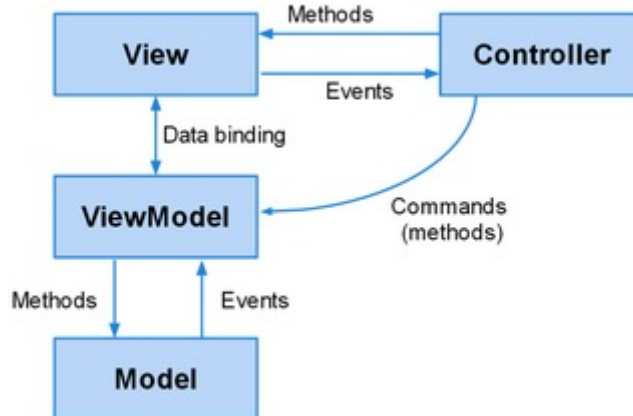 Methods
View
Controller
Events
Data binding
ViewModel
Commands
(methods)
Methods
Events
Model